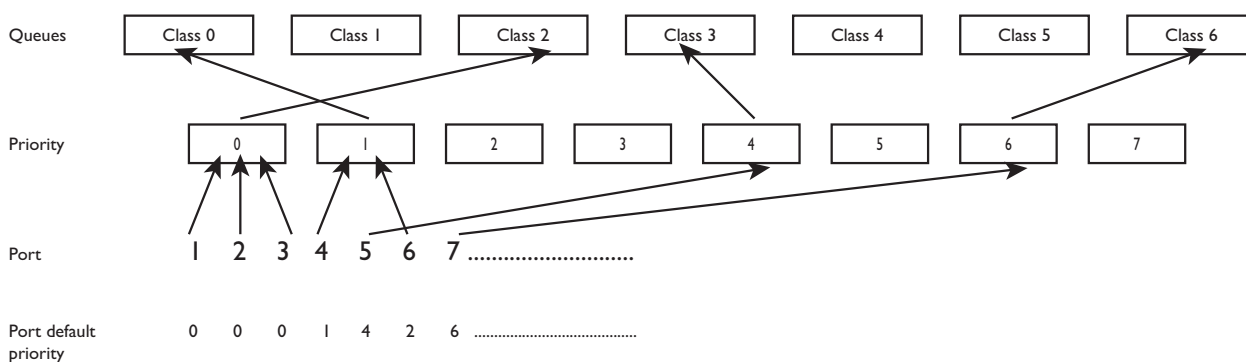 Queues Class 0 Class 1 Class 2 Class 3 Class 4 Class 5 Class 6
Priority 0 1 2 3 4 5 6 7
Port 1 2 3 4 5 6 7 ............................
Port default 0 0 0 1 4 2 6 ..........................................
priority